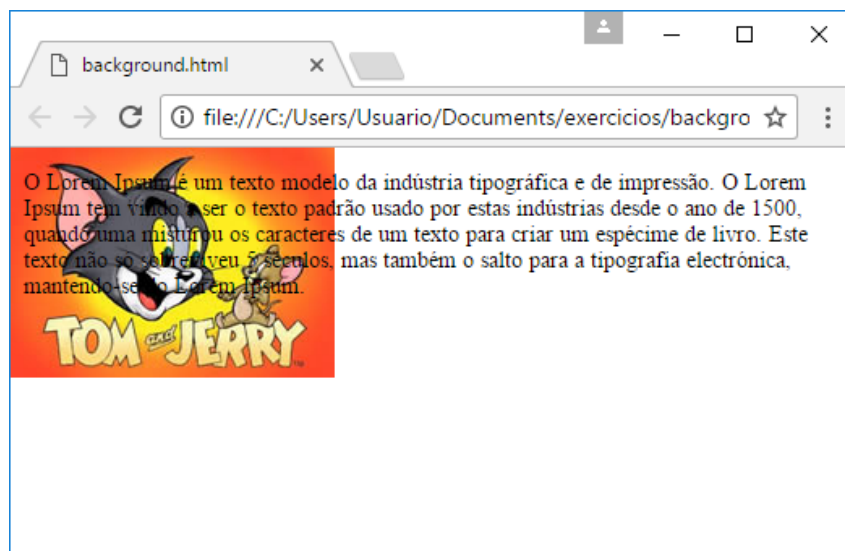 background.html
file:///C:/Users/Usuario/Documents/exercicios/backgro
O Lorem Ipsum é um texto modelo da indústria tipográfica e de impressão. O Lorem
Ipsum tem vindo a ser o texto padrão usado por estas indústrias desde o ano de 1500,
quando uma misturou os caracteres de um texto para criar um espécime de livro. Este
texto não só sobreviveu 5 séculos, mas também o salto para a tipografia electrónica,
mantendo-se o Lorem Ipsum.
TOM and JERRY